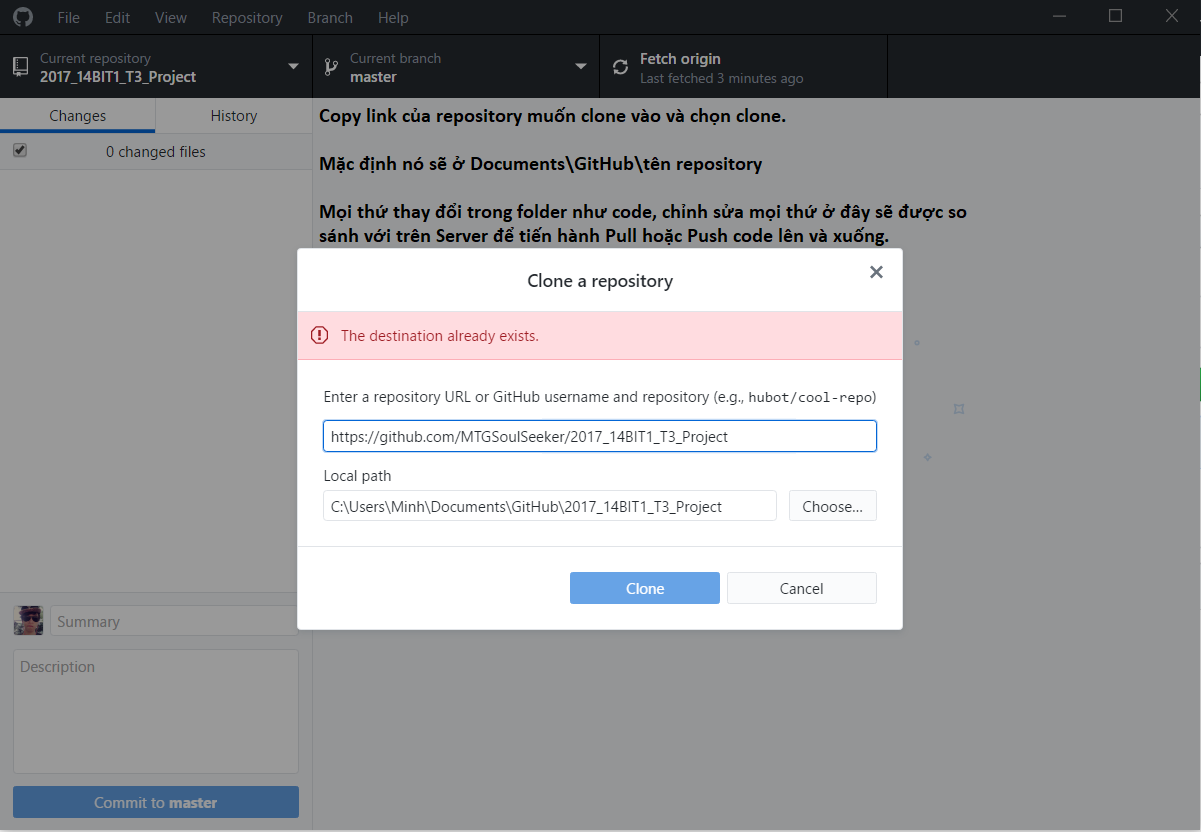 File Edit View Repository Branch Help
Current repository
2017_14BIT1_T3_Project
Current branch
master
Fetch origin
Last fetched 3 minutes ago
Changes History
0 changed files
Copy link của repository muốn clone vào và chọn clone.
Mặc định nó sẽ ở Documents\GitHub\tên repository
Mọi thứ thay đổi trong folder như code, chỉnh sửa mọi thứ ở đây sẽ được so
sánh với trên Server để tiến hành Pull hoặc Push code lên và xuống.
Clone a repository
The destination already exists.
Enter a repository URL or GitHub username and repository (e.g., hubot/cool-repo)
https://github.com/MTGSoulSeeker/2017_14BIT1_T3_Project
Local path
C:\Users\Minh\Documents\GitHub\2017_14BIT1_T3_Project
Choose...
Clone Cancel
Summary
Description
Commit to master